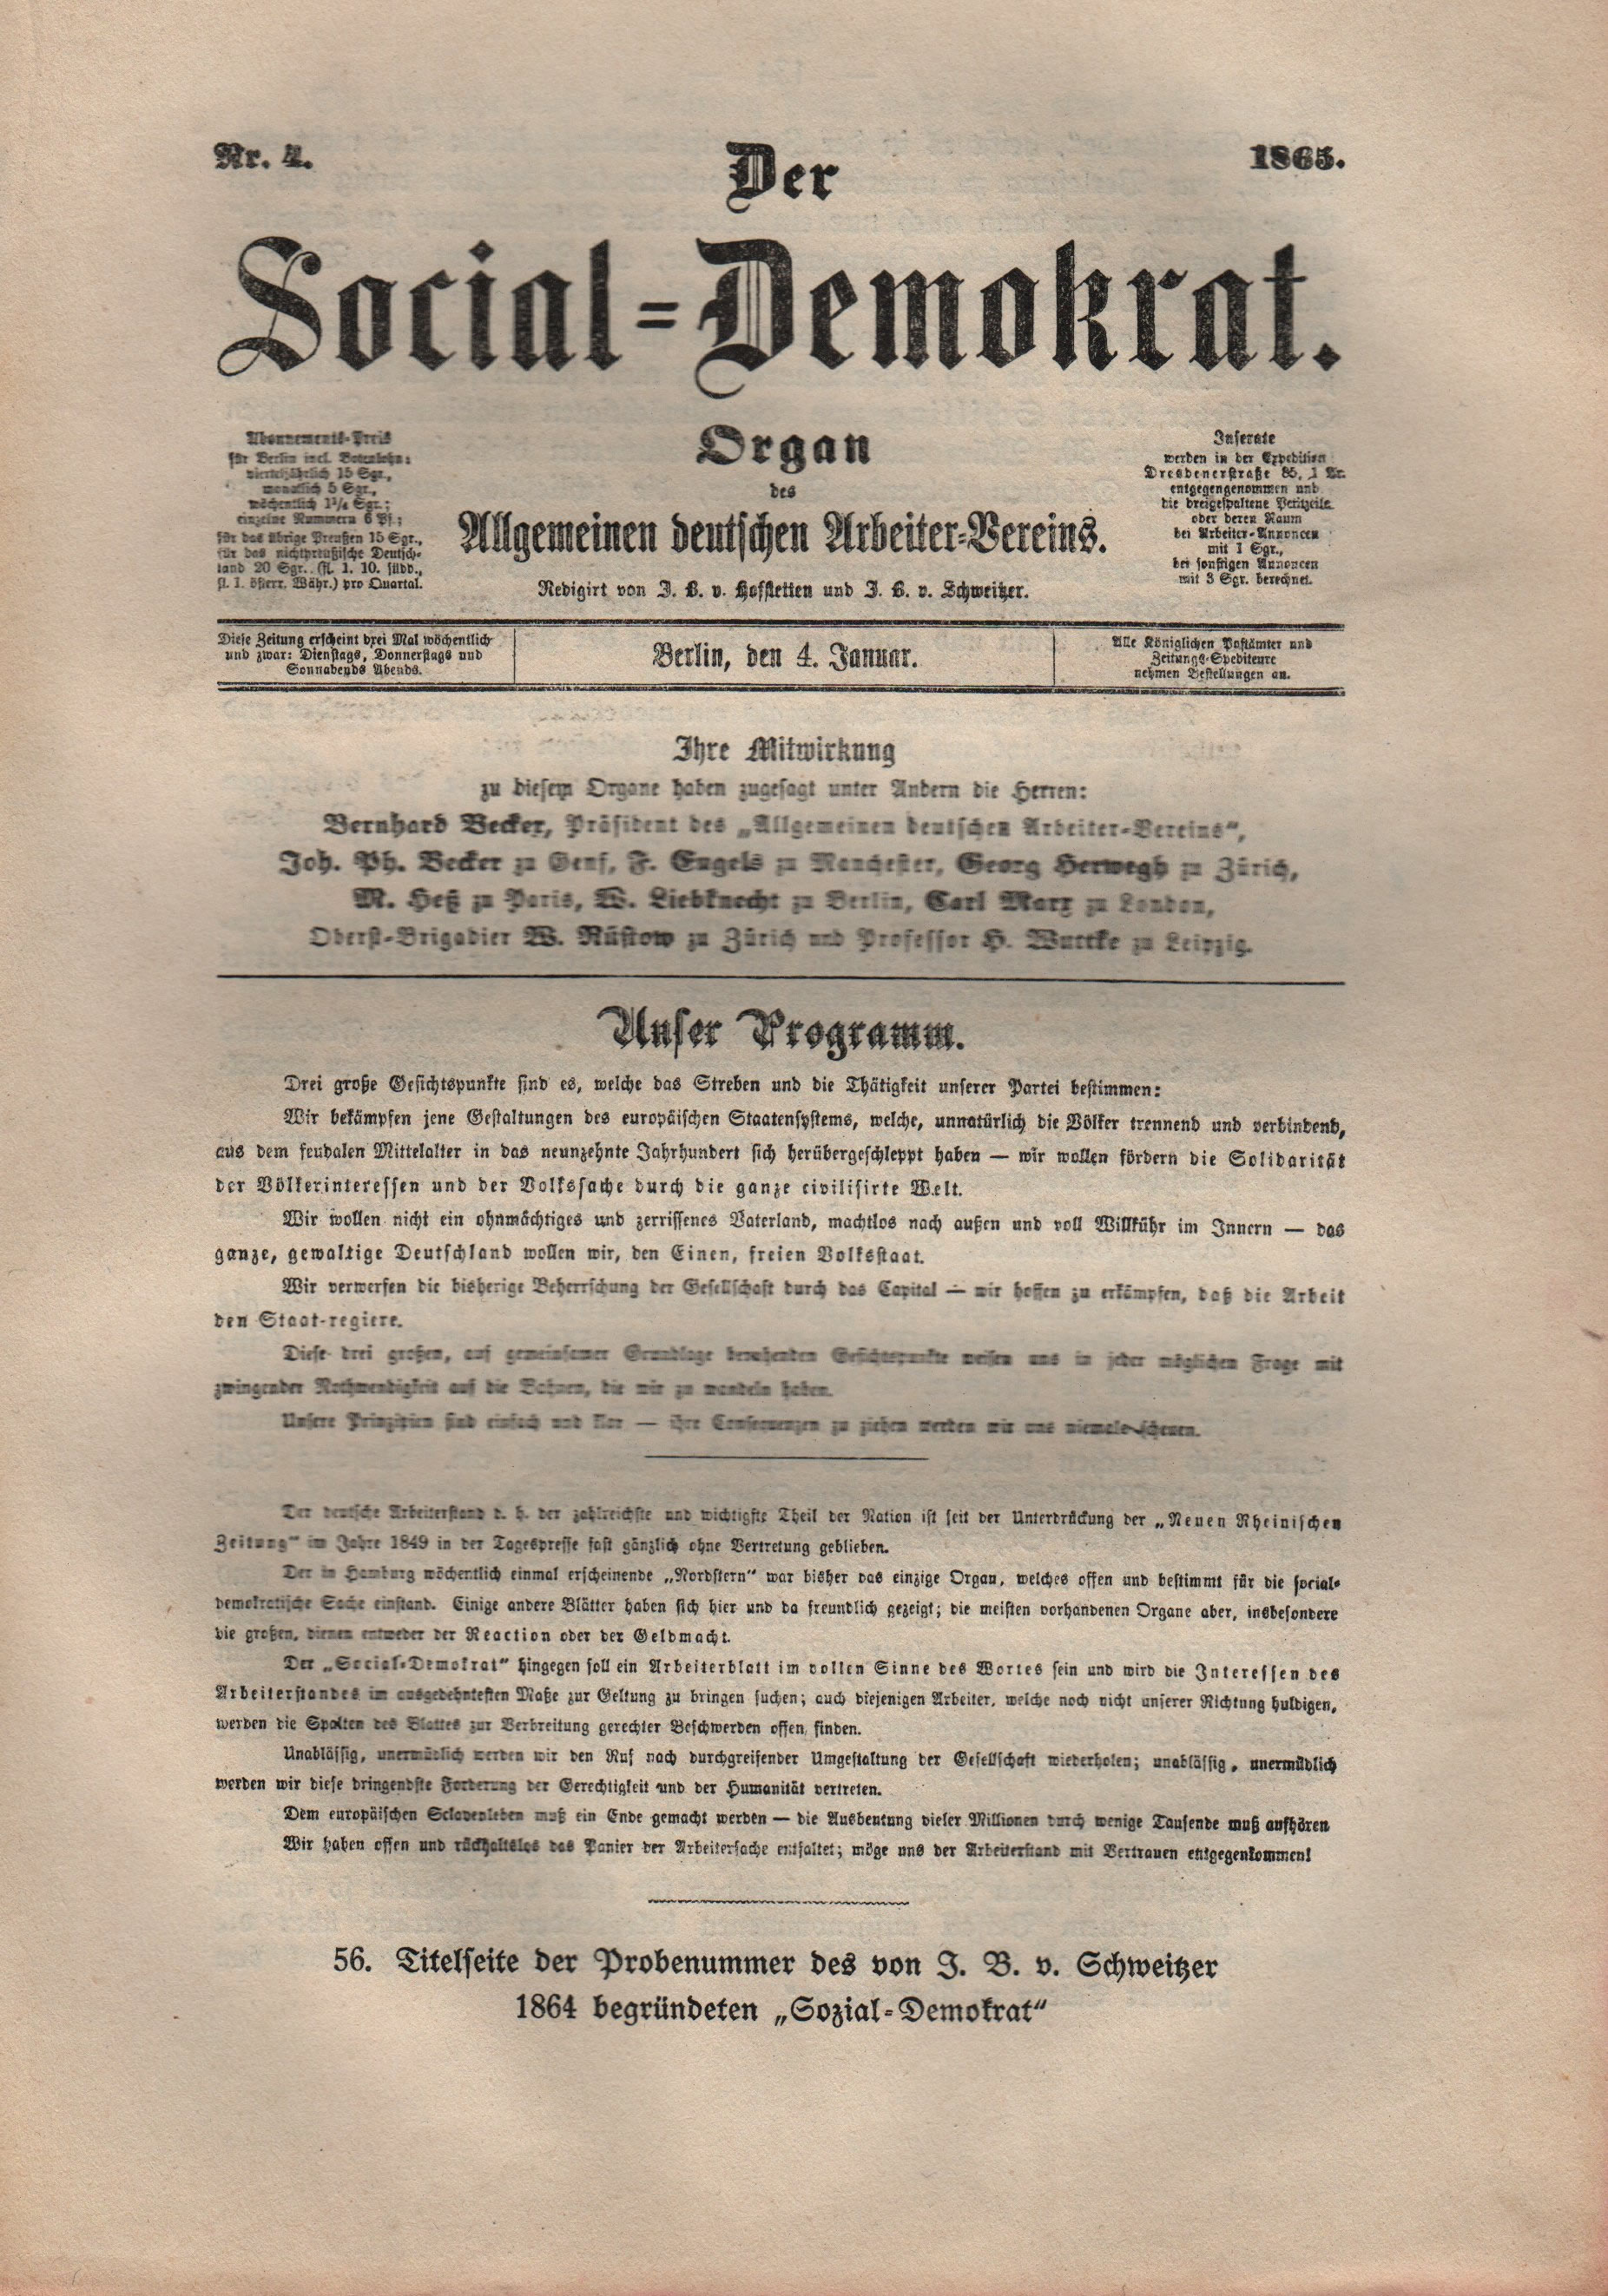 Nr. 4.
1865.
Der
Social-Demokrat.
Abonnements-Preis
für Berlin incl. Botenlohn:
vierteljährlich 15 Sgr.,
monatlich 5 Sgr.,
wöchentlich 1¼ Sgr.;
einzelne Nummern 6 Pf.;
für das übrige Preußen 15 Sgr.,
für das nichtpreußische Deutsch-
land 20 Sgr. (fl. 1. 10. südd.,
fl. 1. österr. Währ.) pro Quartal.
Organ
des
Allgemeinen deutschen Arbeiter-Vereins.
Redigirt von J. B. v. Hofstetten und J. B. v. Schweitzer.
Inserate
werden in der Expedition
Dresdenerstraße 85, 1 Tr.
entgegengenommen und
die dreigespaltene Petitzeile
oder deren Raum
bei Arbeiter-Annoncen
mit 1 Sgr.,
bei sonstigen Annoncen
mit 3 Sgr. berechnet.
Diese Zeitung erscheint drei Mal wöchentlich
und zwar: Dienstags, Donnerstags und
Sonnabends Abends.
Berlin, den 4. Januar.
Alle Königlichen Postämter und
Zeitungs-Spediteure
nehmen Bestellungen an.
Ihre Mitwirkung
zu diesem Organe haben zugesagt unter Andern die Herren:
Bernhard Becker, Präsident des „Allgemeinen deutschen Arbeiter-Vereins“,
Joh. Ph. Becker zu Genf, F. Engels zu Manchester, Georg Herwegh zu Zürich,
M. Heß zu Paris, W. Liebknecht zu Berlin, Carl Marx zu London,
Oberst-Brigadier W. Rüstow zu Zürich und Professor H. Wuttke zu Leipzig.
Unser Programm.
Drei große Gesichtspunkte sind es, welche das Streben und die Thätigkeit unserer Partei bestimmen:
Wir bekämpfen jene Gestaltungen des europäischen Staatensystems, welche, unnatürlich die Völker trennend und verbindend,
aus dem feudalen Mittelalter in das neunzehnte Jahrhundert sich herübergeschleppt haben — wir wollen fördern die Solidarität
der Völkerinteressen und der Volkssache durch die ganze civilisirte Welt.
Wir wollen nicht ein ohnmächtiges und zerrissenes Vaterland, machtlos nach außen und voll Willkühr im Innern — das
ganze, gewaltige Deutschland wollen wir, den Einen, freien Volksstaat.
Wir verwerfen die bisherige Beherrschung der Gesellschaft durch das Capital — wir hoffen zu erkämpfen, daß die Arbeit
den Staat regiere.
Diese drei großen, auf gemeinsamer Grundlage beruhenden Gesichtspunkte weisen uns in jeder möglichen Frage mit
zwingender Nothwendigkeit auf die Bahnen, die wir zu wandeln haben.
Unsere Prinzipien sind einfach und klar — ihre Consequenzen zu ziehen werden wir uns niemals scheuen.
Der deutsche Arbeiterstand d. h. der zahlreichste und wichtigste Theil der Nation ist seit der Unterdrückung der „Neuen Rheinischen
Zeitung“ im Jahre 1849 in der Tagespresse fast gänzlich ohne Vertretung geblieben.
Der in Hamburg wöchentlich einmal erscheinende „Nordstern“ war bisher das einzige Organ, welches offen und bestimmt für die social-
demokratische Sache einstand. Einige andere Blätter haben sich hier und da freundlich gezeigt; die meisten vorhandenen Organe aber, insbesondere
die großen, dienen entweder der Reaction oder der Geldmacht.
Der „Social-Demokrat“ hingegen soll ein Arbeiterblatt im vollen Sinne des Wortes sein und wird die Interessen des
Arbeiterstandes im ausgedehntesten Maße zur Geltung zu bringen suchen; auch diejenigen Arbeiter, welche noch nicht unserer Richtung huldigen,
werden die Spalten des Blattes zur Verbreitung gerechter Beschwerden offen finden.
Unablässig, unermüdlich werden wir den Ruf nach durchgreifender Umgestaltung der Gesellschaft wiederholen; unablässig, unermüdlich
werden wir diese dringendste Forderung der Gerechtigkeit und der Humanität vertreten.
Dem europäischen Sclavenleben muß ein Ende gemacht werden — die Ausbeutung vieler Millionen durch wenige Tausende muß aufhören
Wir haben offen und rückhaltslos das Panier der Arbeitersache entfaltet; möge uns der Arbeiterstand mit Vertrauen entgegenkommen!
56. Titelseite der Probenummer des von J. B. v. Schweitzer
1864 begründeten „Sozial-Demokrat“